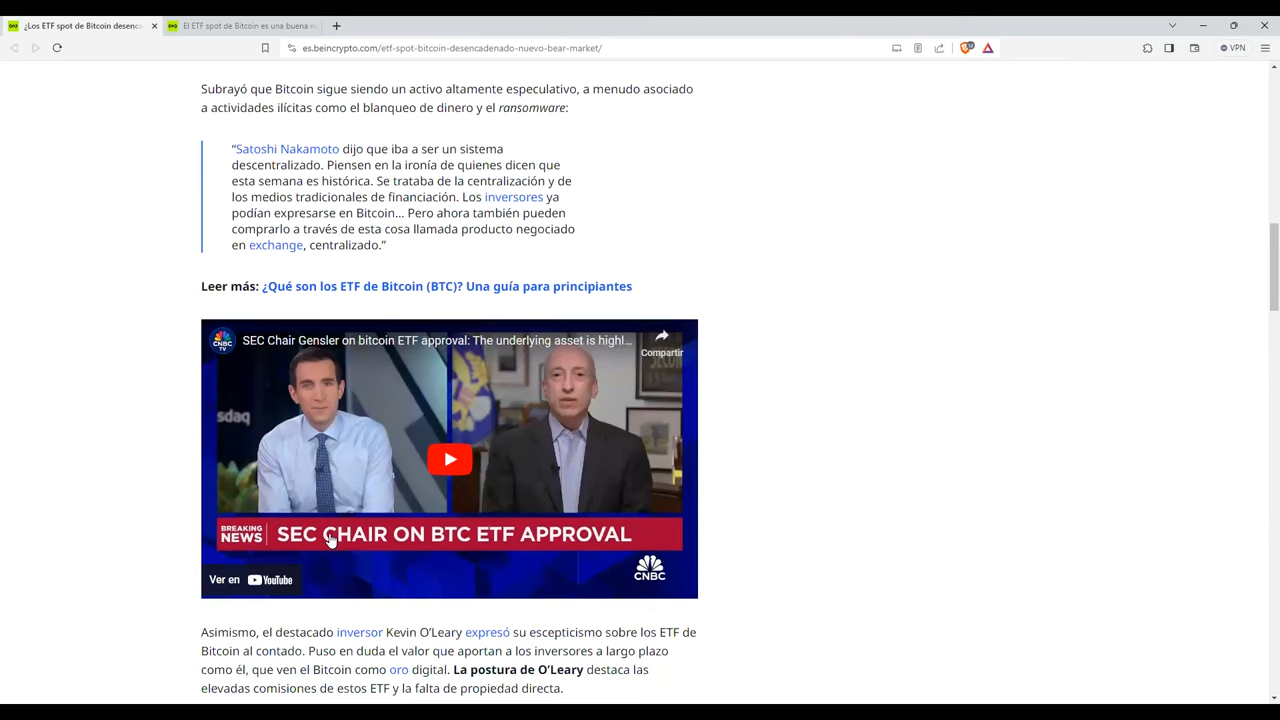 ¿Los ETF spot de Bitcoin desenca
El ETF spot de Bitcoin es una buena n
es.beincrypto.com/etf-spot-bitcoin-desencadenado-nuevo-bear-market/
VPN
Subrayó que Bitcoin sigue siendo un activo altamente especulativo, a menudo asociado
a actividades ilícitas como el blanqueo de dinero y el ransomware:
“Satoshi Nakamoto dijo que iba a ser un sistema
descentralizado. Piensen en la ironía de quienes dicen que
esta semana es histórica. Se trataba de la centralización y de
los medios tradicionales de financiación. Los inversores ya
podían expresarse en Bitcoin… Pero ahora también pueden
comprarlo a través de esta cosa llamada producto negociado
en exchange, centralizado.”
Leer más: ¿Qué son los ETF de Bitcoin (BTC)? Una guía para principiantes
CNBC
TV
SEC Chair Gensler on bitcoin ETF approval: The underlying asset is highl...
Compartir
nsdaq
BREAKING
NEWS
SEC CHAIR ON BTC ETF APPROVAL
CNBC
Ver en YouTube
Asimismo, el destacado inversor Kevin O’Leary expresó su escepticismo sobre los ETF de
Bitcoin al contado. Puso en duda el valor que aportan a los inversores a largo plazo
como él, que ven el Bitcoin como oro digital. La postura de O’Leary destaca las
elevadas comisiones de estos ETF y la falta de propiedad directa.